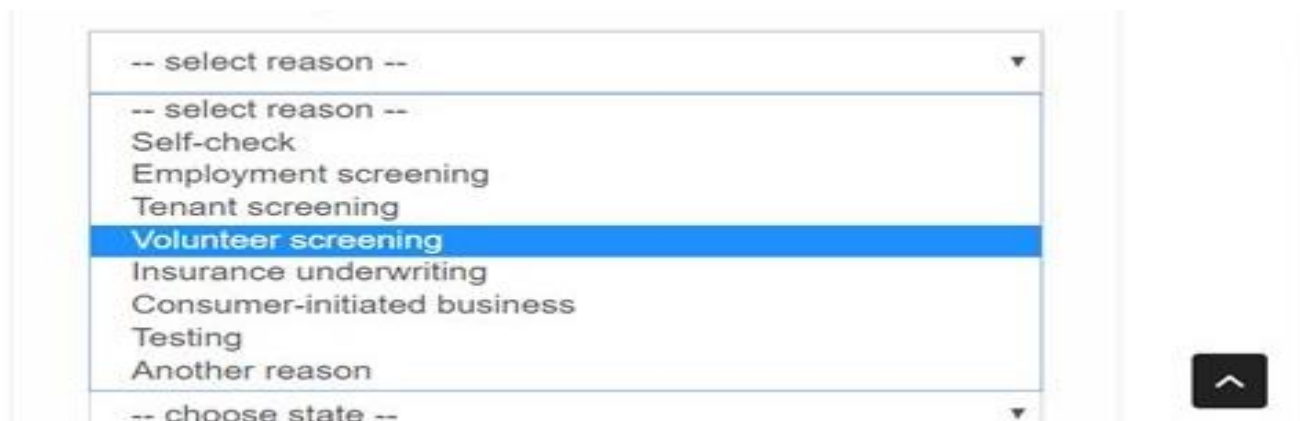 -- select reason --
-- select reason --
Self-check
Employment screening
Tenant screening
Volunteer screening
Insurance underwriting
Consumer-initiated business
Testing
Another reason
-- choose state --